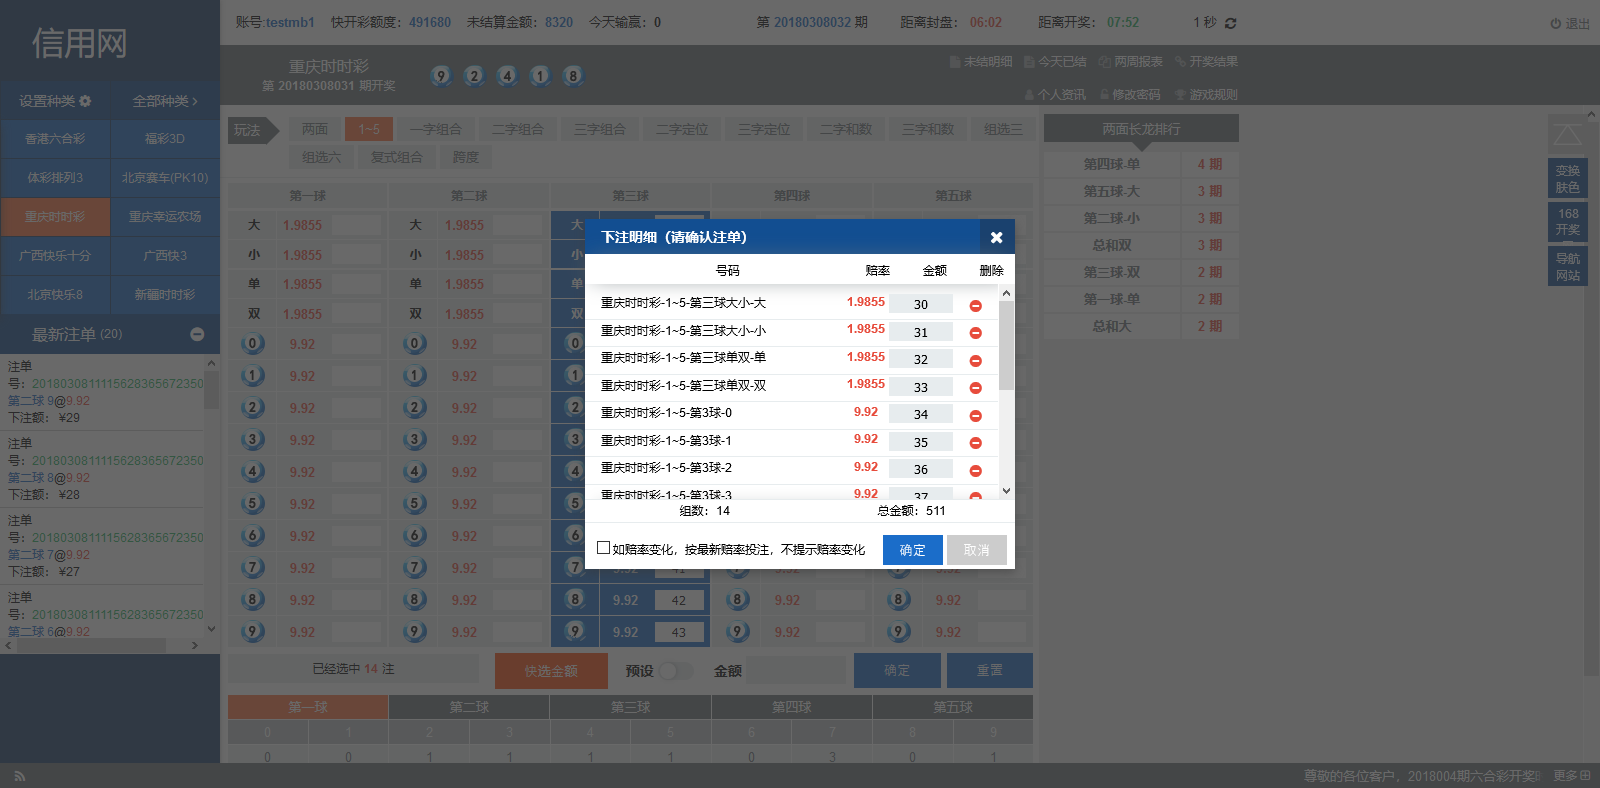 信用网
账号:testmb1 快开彩额度：491680 未结算金额：8320 今天输赢：0 第 20180308032 期 距离封盘：06:02 距离开奖：07:52 1 秒 退出
重庆时时彩
第 20180308031 期开奖
9 2 4 1 8
未结明细 今天已结 两周报表 开奖结果
个人资讯 修改密码 游戏规则
设置种类 全部种类
香港六合彩 福彩3D
体彩排列3 北京赛车(PK10)
重庆时时彩 重庆幸运农场
广西快乐十分 广西快3
北京快乐8 新疆时时彩
最新注单 (20)
注单
号：2018030811115628365672350
第二球 9@9.92
下注额：¥29
注单
号：2018030811115628365672350
第二球 8@9.92
下注额：¥28
注单
号：2018030811115628365672350
第二球 7@9.92
下注额：¥27
注单
号：2018030811115628365672350
第二球 6@9.92
玩法 两面 1~5 一字组合 二字组合 三字组合 二字定位 三字定位 二字和数 三字和数 组选三
组选六 复式组合 跨度
第一球 第二球 第三球 第四球 第五球
大 1.9855 大 1.9855 大
小 1.9855 小 1.9855 小
单 1.9855 单 1.9855 单
双 1.9855 双 1.9855 双
0 9.92 0 9.92 0
1 9.92 1 9.92 1
2 9.92 2 9.92 2
3 9.92 3 9.92 3
4 9.92 4 9.92 4
5 9.92 5 9.92 5
6 9.92 6 9.92 6
7 9.92 7 9.92 7 9.92 41 7 9.92 7 9.92
8 9.92 8 9.92 8 9.92 42 8 9.92 8 9.92
9 9.92 9 9.92 9 9.92 43 9 9.92 9 9.92
下注明细（请确认注单）
号码 赔率 金额 删除
重庆时时彩-1~5-第三球大小-大 1.9855 30
重庆时时彩-1~5-第三球大小-小 1.9855 31
重庆时时彩-1~5-第三球单双-单 1.9855 32
重庆时时彩-1~5-第三球单双-双 1.9855 33
重庆时时彩-1~5-第3球-0 9.92 34
重庆时时彩-1~5-第3球-1 9.92 35
重庆时时彩-1~5-第3球-2 9.92 36
重庆时时彩-1~5-第3球-3 9.92 37
组数：14 总金额：511
如赔率变化，按最新赔率投注，不提示赔率变化 确定 取消
已经选中 14 注 快选金额 预设 金额 确定 重置
第一球 第二球 第三球 第四球 第五球
0 1 2 3 4 5 6 7 8 9
0 0 1 1 1 1 0 3 0 1
两面长龙排行
第四球-单 4 期
第五球-大 3 期
第二球-小 3 期
总和双 3 期
第三球-双 2 期
第一球-单 2 期
总和大 2 期
变换
肤色
168
开奖
导航
网站
尊敬的各位客户，2018004期六合彩开奖 更多